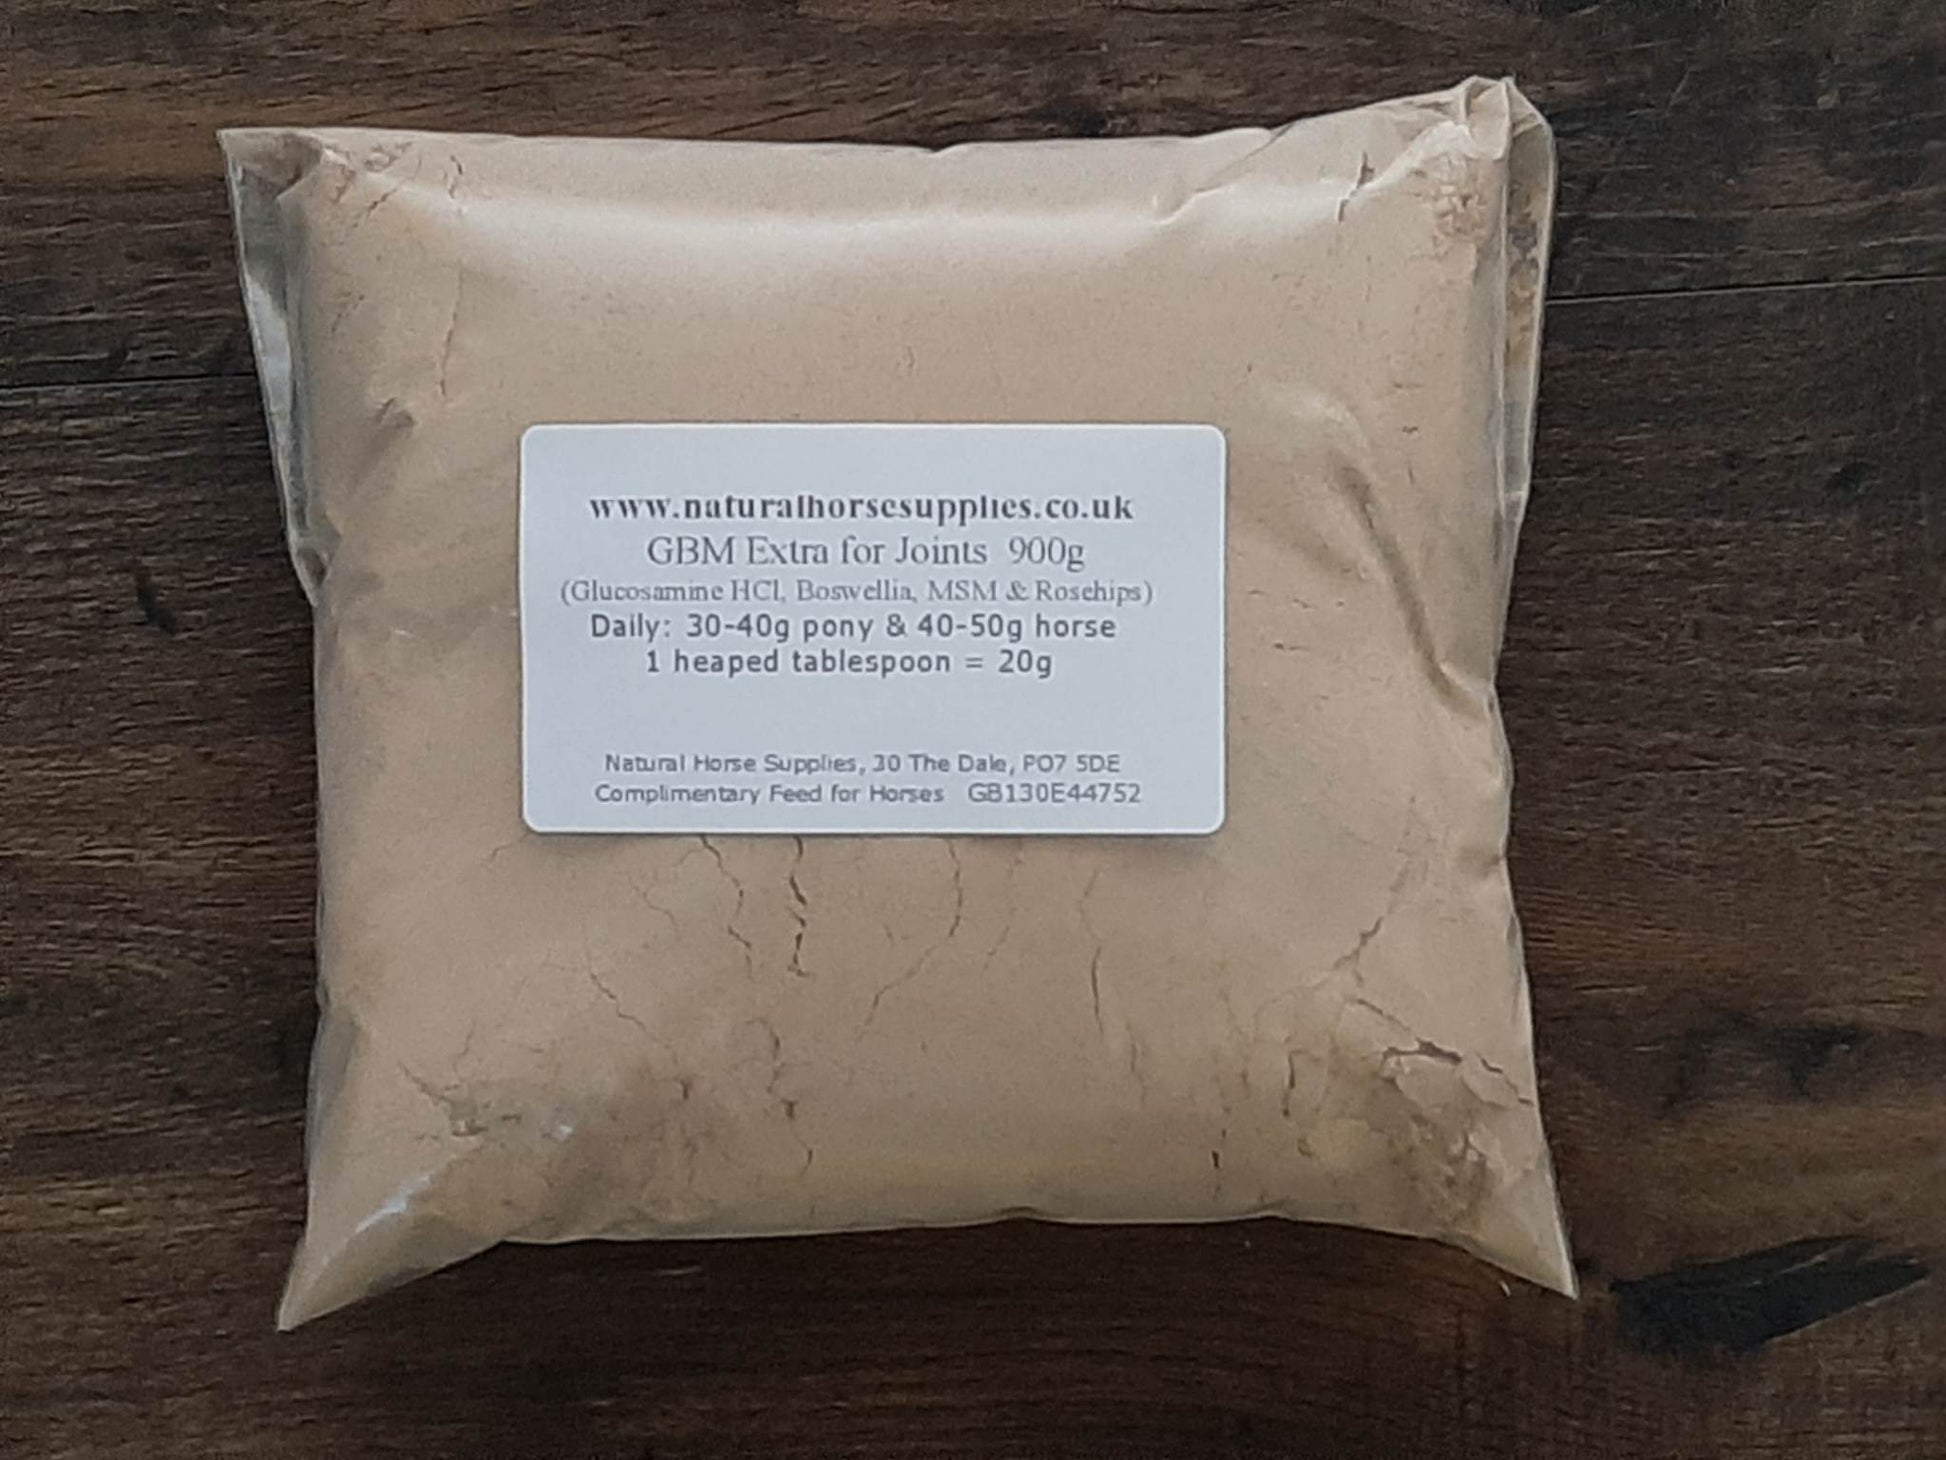 www.naturalhorsesupplies.co.uk
GBM Extra for Joints 900g
(Glucosamine HCl, Boswellia, MSM & Rosehips)
Daily: 30-40g pony & 40-50g horse
1 heaped tablespoon = 20g
Natural Horse Supplies, 30 The Dale, PO7 5DE
Complimentary Feed for Horses GB130E44752